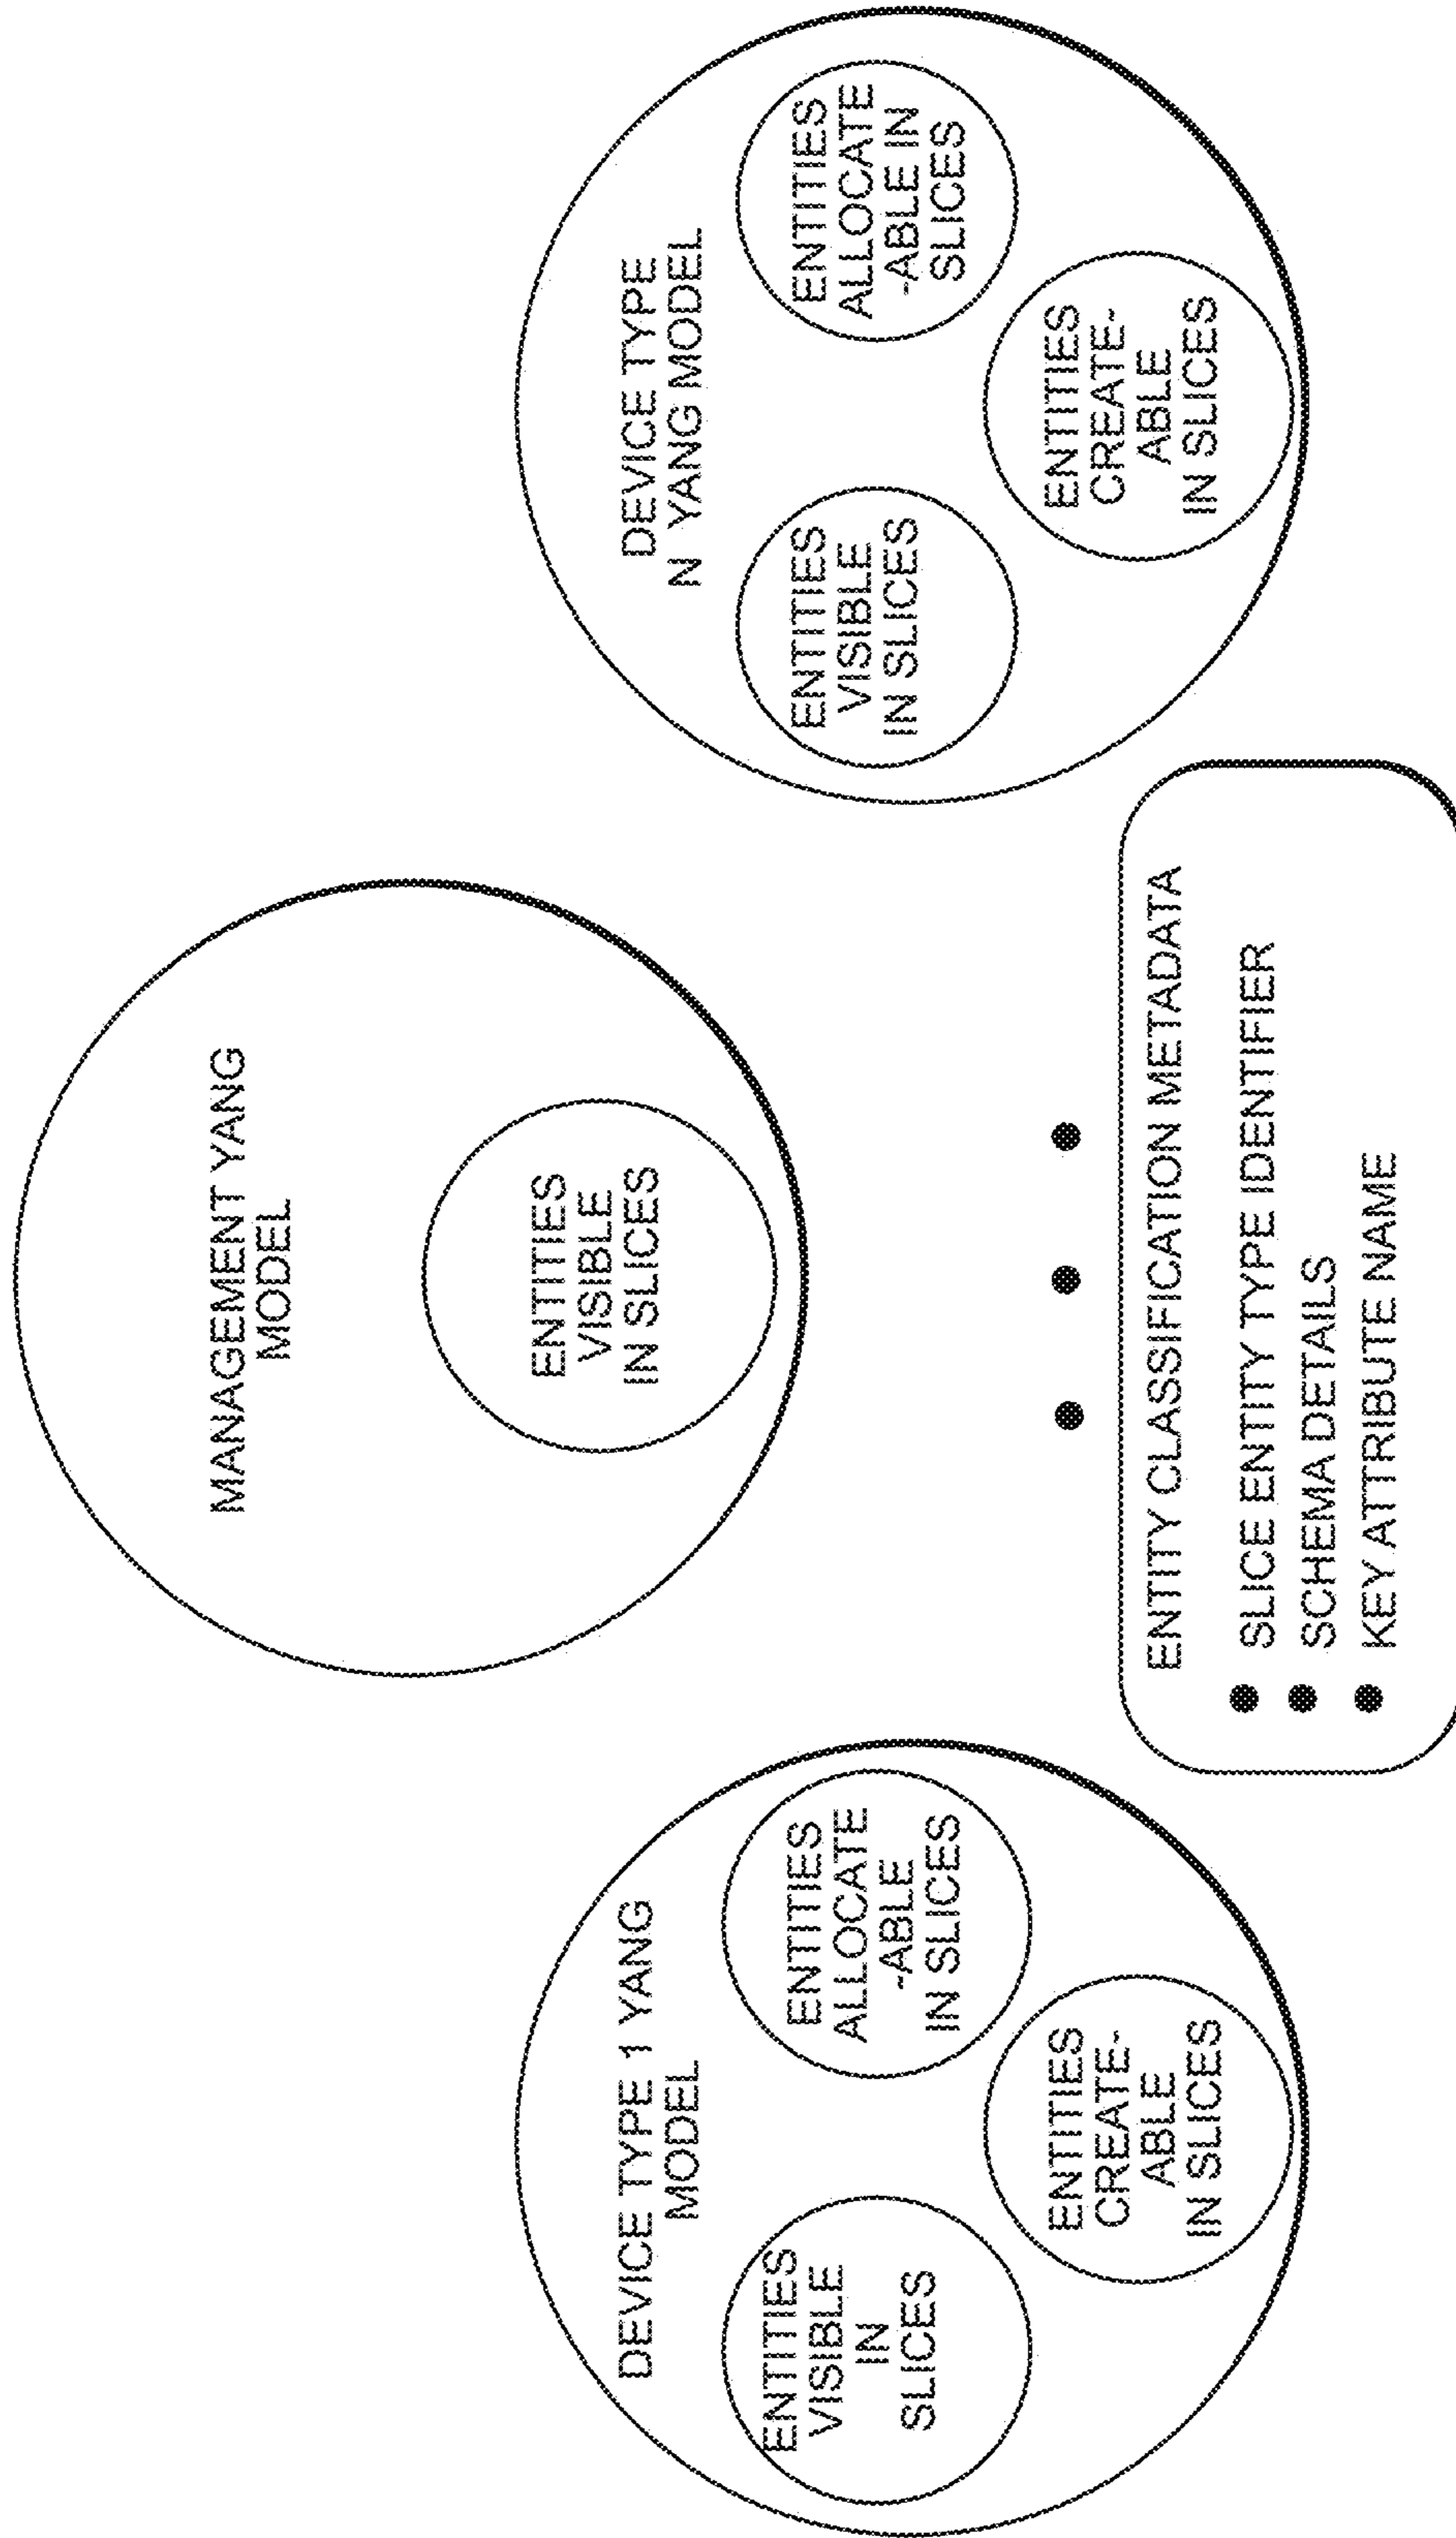 MANAGEMENT YANG
MODEL
ENTITIES
VISIBLE
IN SLICES
DEVICE TYPE 1 YANG
MODEL
ENTITIES
VISIBLE
IN
SLICES
ENTITIES
ALLOCATE
-ABLE
IN SLICES
ENTITIES
CREATE-
ABLE
IN SLICES
DEVICE TYPE
N YANG MODEL
ENTITIES
VISIBLE
IN SLICES
ENTITIES
ALLOCATE
-ABLE IN
SLICES
ENTITIES
CREATE-
ABLE
IN SLICES
ENTITY CLASSIFICATION METADATA
● SLICE ENTITY TYPE IDENTIFIER
● SCHEMA DETAILS
● KEY ATTRIBUTE NAME